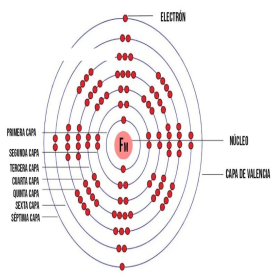 ELECTRÓN
PRIMERA CAPA
FM
NÚCLEO
SEGUNDA CAPA
TERCERA CAPA
CUARTA CAPA
QUINTA CAPA
SEXTA CAPA
SÉPTIMA CAPA
CAPA DE VALENCIA